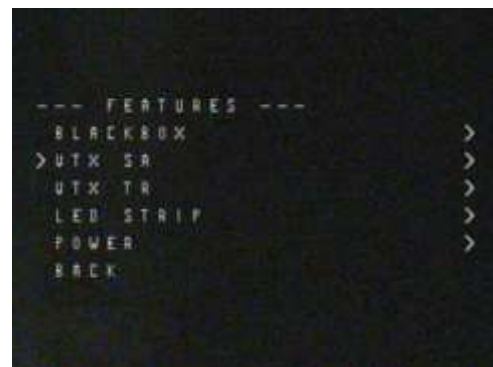 --- FEATURES ---
BLACKBOX >
>VTX SA >
VTX TR >
LED STRIP >
POWER >
BACK